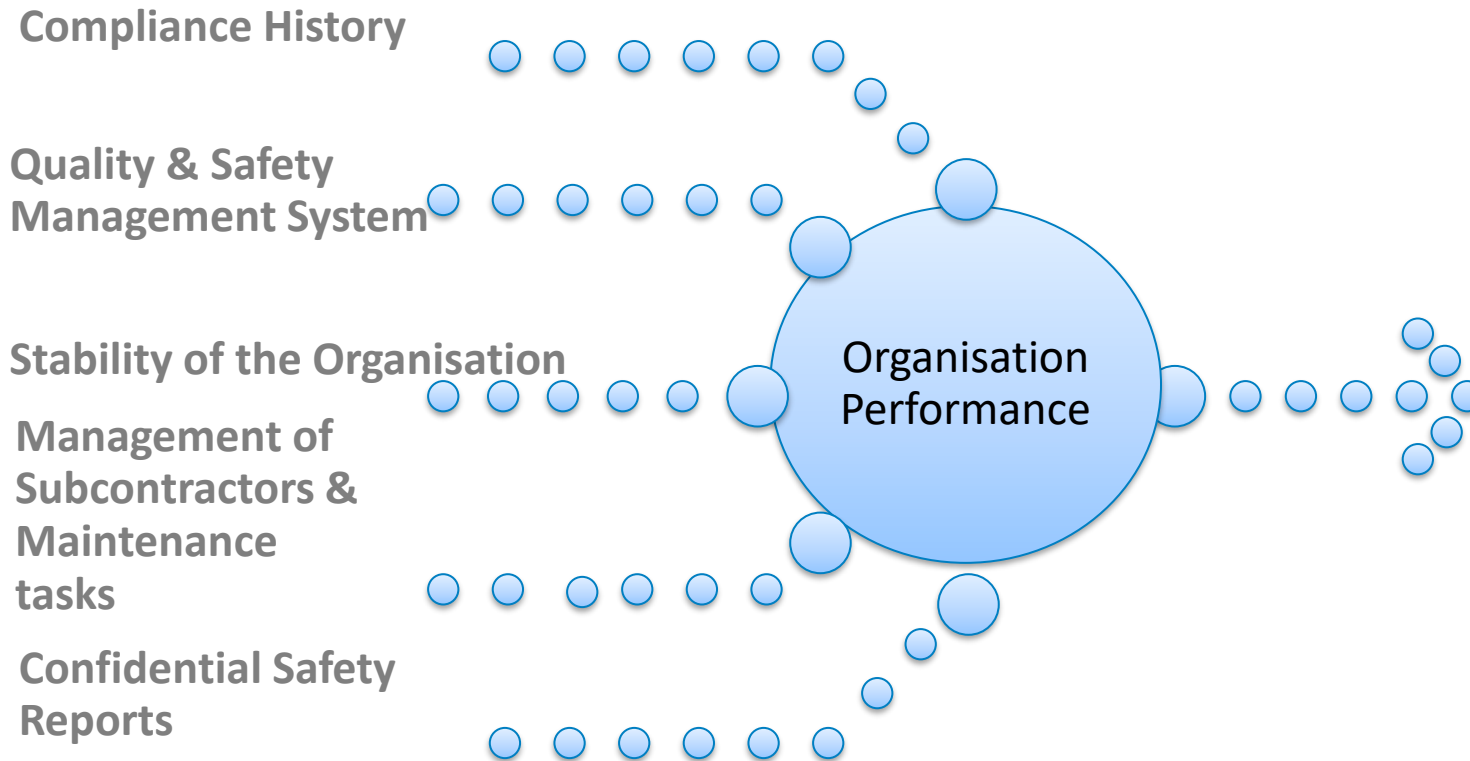 Compliance History
Quality & Safety
Management System
Stability of the Organisation
Management of
Subcontractors &
Maintenance
tasks
Confidential Safety
Reports
Organisation
Performance